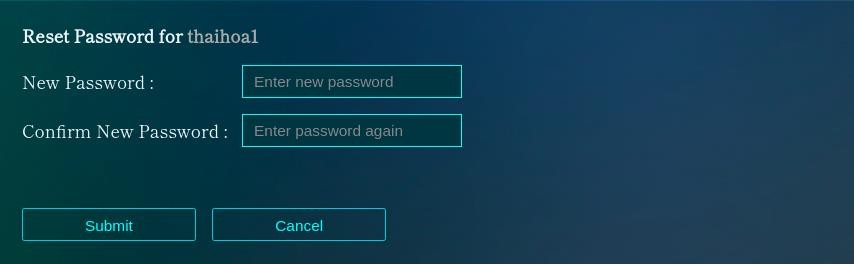 Reset Password for thaihoa1
New Password :
Enter new password
Confirm New Password :
Enter password again
Submit
Cancel